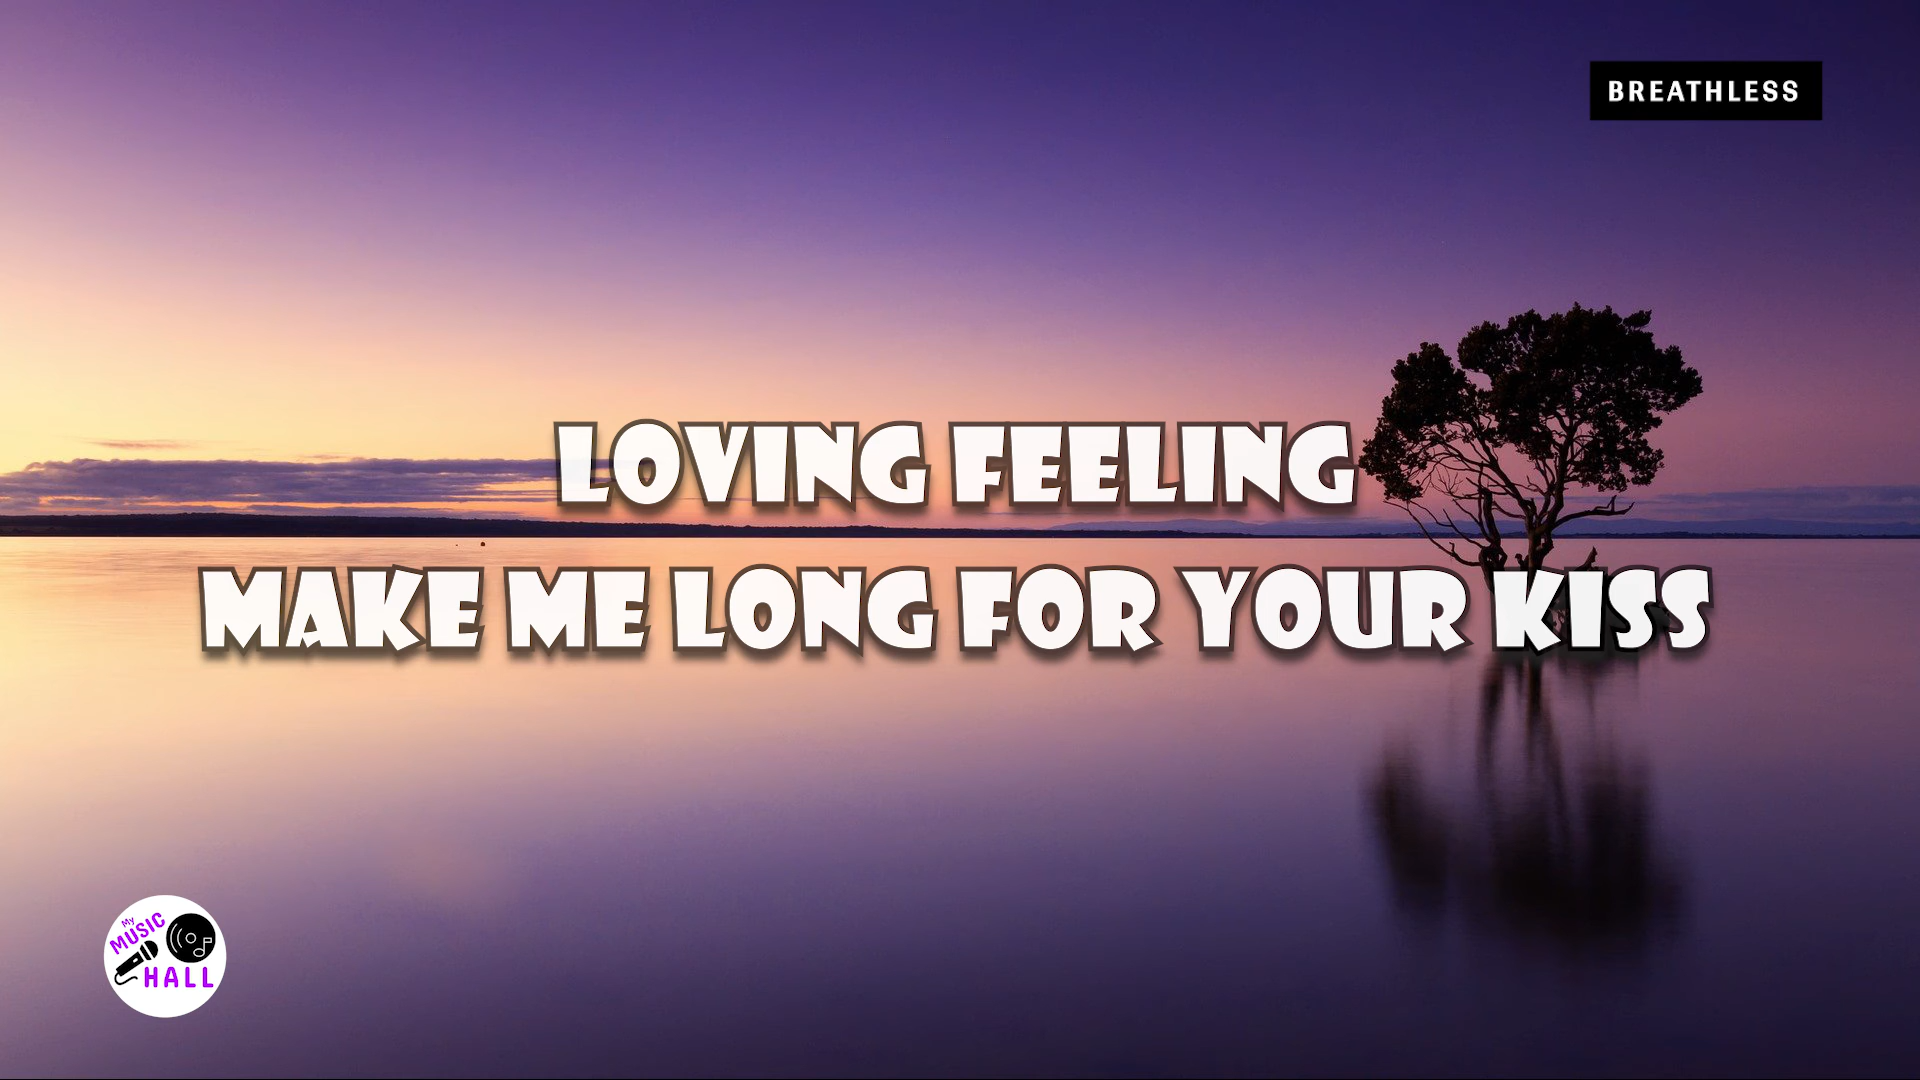 BREATHLESS
LOVING FEELING
MAKE ME LONG FOR YOUR KISS
My
MUSIC
HALL